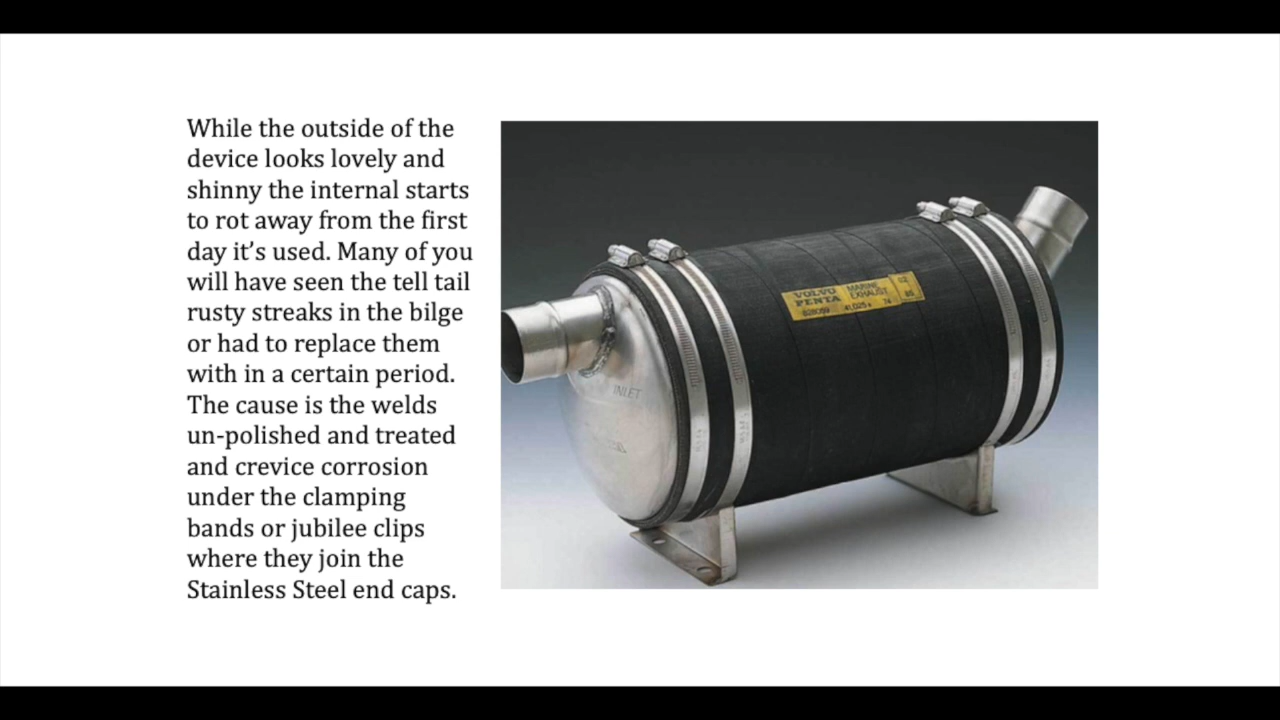 While the outside of the
device looks lovely and
shinny the internal starts
to rot away from the first
day it's used. Many of you
will have seen the tell tail
rusty streaks in the bilge
or had to replace them
with in a certain period.
The cause is the welds
un-polished and treated
and crevice corrosion
under the clamping
bands or jubilee clips
where they join the
Stainless Steel end caps.
VOLVO
PENTA
MARINE
EXHAUST
INLET